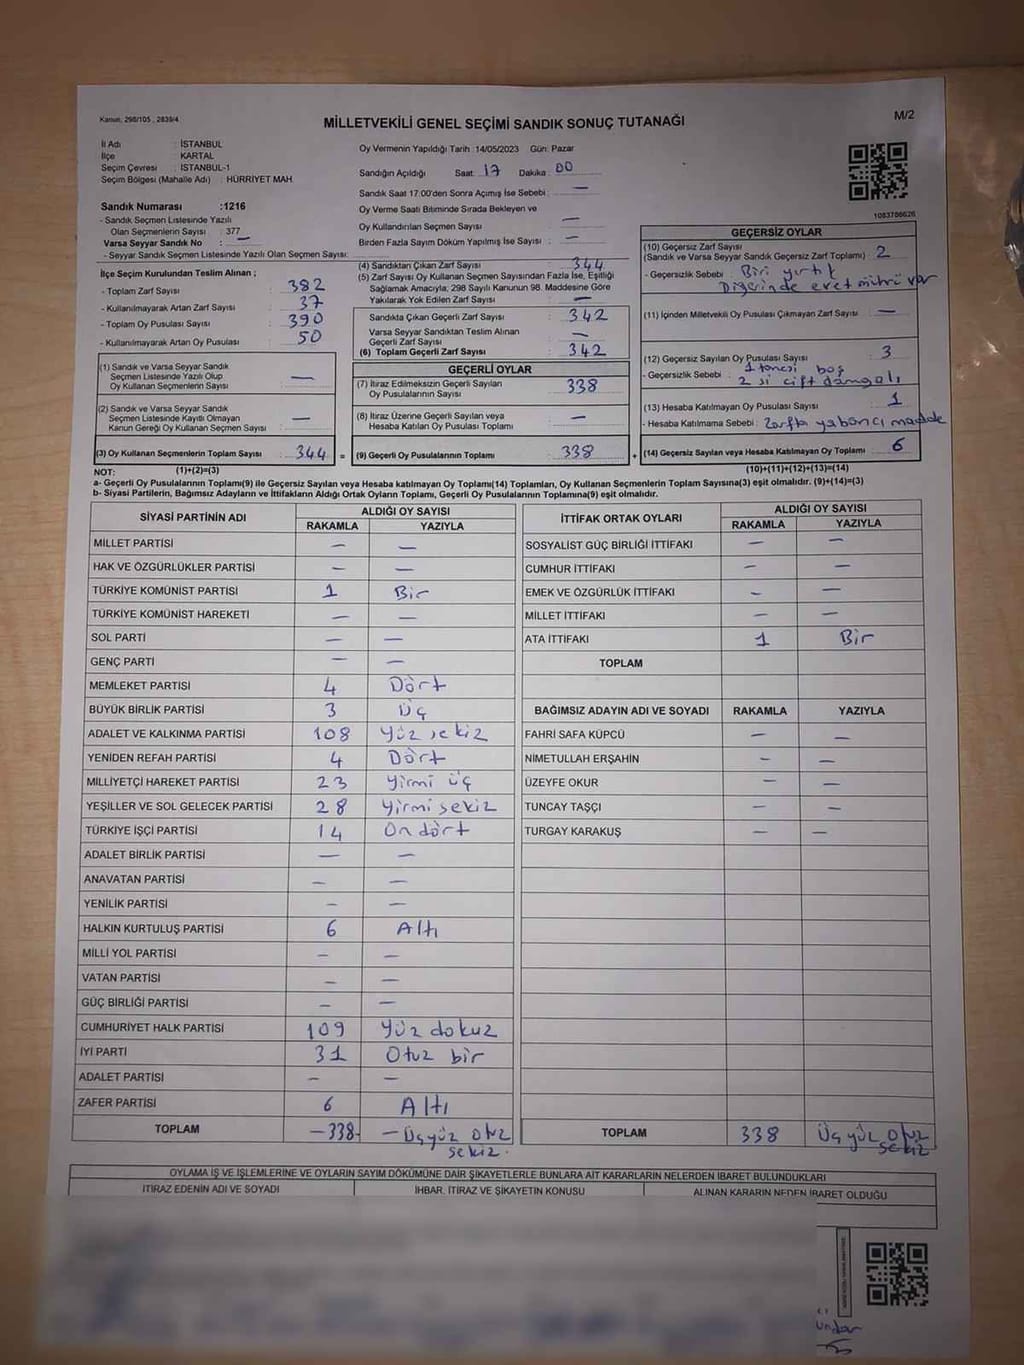 Kanun, 298/105 , 2839/4
M/2
MİLLETVEKİLİ GENEL SEÇİMİ SANDIK SONUÇ TUTANAĞI
İl Adı : İSTANBUL
İlçe : KARTAL
Seçim Çevresi : İSTANBUL-1
Seçim Bölgesi (Mahalle Adı) : HÜRRİYET MAH
Sandık Numarası :1216
- Sandık Seçmen Listesinde Yazılı
Olan Seçmenlerin Sayısı : 377
Varsa Seyyar Sandık No : —
- Seyyar Sandık Seçmen Listesinde Yazılı Olan Seçmen Sayısı:
İlçe Seçim Kurulundan Teslim Alınan ;
- Toplam Zarf Sayısı : 382
- Kullanılmayarak Artan Zarf Sayısı : 37
- Toplam Oy Pusulası Sayısı : 390
- Kullanılmayarak Artan Oy Pusulası : 50
(1) Sandık ve Varsa Seyyar Sandık
Seçmen Listesinde Yazılı Olup
Oy Kullanan Seçmenlerin Sayısı : —
(2) Sandık ve Varsa Seyyar Sandık
Seçmen Listesinde Kayıtlı Olmayan
Kanun Gereği Oy Kullanan Seçmen Sayısı : —
(3) Oy Kullanan Seçmenlerin Toplam Sayısı : 344 =
Oy Vermenin Yapıldığı Tarih :14/05/2023 Gün: Pazar
Sandığın Açıldığı Saat: 17 Dakika: 00
Sandık Saat 17:00'den Sonra Açımış İse Sebebi : —
Oy Verme Saati Bitiminde Sırada Bekleyen ve
Oy Kullandırılan Seçmen Sayısı : —
Birden Fazla Sayım Döküm Yapılmış İse Sayısı : —
(4) Sandıktan Çıkan Zarf Sayısı : 344
(5) Zarf Sayısı Oy Kullanan Seçmen Sayısından Fazla İse, Eşitliği
Sağlamak Amacıyla; 298 Sayılı Kanunun 98. Maddesine Göre
Yakılarak Yok Edilen Zarf Sayısı : —
Sandıkta Çıkan Geçerli Zarf Sayısı : 342
Varsa Seyyar Sandıktan Teslim Alınan
Geçerli Zarf Sayısı : —
(6) Toplam Geçerli Zarf Sayısı : 342
GEÇERLİ OYLAR
(7) İtiraz Edilmeksizin Geçerli Sayılan
Oy Pusulalarının Sayısı : 338
(8) İtiraz Üzerine Geçerli Sayılan veya
Hesaba Katılan Oy Pusulası Toplamı : —
(9) Geçerli Oy Pusulalarının Toplamı : 338 +
1083786626
GEÇERSİZ OYLAR
(10) Geçersiz Zarf Sayısı
(Sandık ve Varsa Seyyar Sandık Geçersiz Zarf Toplamı) : 2
- Geçersizlik Sebebi : Biri yırtık
Diğerinde evet mührü var
(11) İçinden Milletvekili Oy Pusulası Çıkmayan Zarf Sayısı : —
(12) Geçersiz Sayılan Oy Pusulası Sayısı : 3
- Geçersizlik Sebebi : 1 tanesi boş
2 si çift damgalı
(13) Hesaba Katılmayan Oy Pusulası Sayısı : 1
- Hesaba Katılmama Sebebi : Zarfta yabancı madde
(14) Geçersiz Sayılan veya Hesaba Katılmayan Oy Toplamı : 6
NOT: (1)+(2)=(3) (10)+(11)+(12)+(13)=(14)
a- Geçerli Oy Pusulalarının Toplamı(9) ile Geçersiz Sayılan veya Hesaba katılmayan Oy Toplamı(14) Toplamları, Oy Kullanan Seçmenlerin Toplam Sayısına(3) eşit olmalıdır. (9)+(14)=(3)
b- Siyasi Partilerin, Bağımsız Adayların ve İttifakların Aldığı Ortak Oyların Toplamı, Geçerli Oy Pusulalarının Toplamına(9) eşit olmalıdır.
SİYASİ PARTİNİN ADI ALDIĞI OY SAYISI
RAKAMLA YAZIYLA
MİLLET PARTİSİ — —
HAK VE ÖZGÜRLÜKLER PARTİSİ — —
TÜRKİYE KOMÜNİST PARTİSİ 1 Bir
TÜRKİYE KOMÜNİST HAREKETİ — —
SOL PARTİ — —
GENÇ PARTİ — —
MEMLEKET PARTİSİ 4 Dört
BÜYÜK BİRLİK PARTİSİ 3 Üç
ADALET VE KALKINMA PARTİSİ 108 Yüz sekiz
YENİDEN REFAH PARTİSİ 4 Dört
MİLLİYETÇİ HAREKET PARTİSİ 23 Yirmi üç
YEŞİLLER VE SOL GELECEK PARTİSİ 28 Yirmi sekiz
TÜRKİYE İŞÇİ PARTİSİ 14 On dört
ADALET BİRLİK PARTİSİ — —
ANAVATAN PARTİSİ — —
YENİLİK PARTİSİ — —
HALKIN KURTULUŞ PARTİSİ 6 Altı
MİLLİ YOL PARTİSİ — —
VATAN PARTİSİ — —
GÜÇ BİRLİĞİ PARTİSİ — —
CUMHURİYET HALK PARTİSİ 109 Yüz dokuz
İYİ PARTİ 31 Otuz bir
ADALET PARTİSİ — —
ZAFER PARTİSİ 6 Altı
TOPLAM —338- —Üçyüz otuz
sekiz.
İTTİFAK ORTAK OYLARI ALDIĞI OY SAYISI
RAKAMLA YAZIYLA
SOSYALİST GÜÇ BİRLİĞİ İTTİFAKI — —
CUMHUR İTTİFAKI — —
EMEK VE ÖZGÜRLÜK İTTİFAKI — —
MİLLET İTTİFAKI — —
ATA İTTİFAKI 1 Bir
TOPLAM
BAĞIMSIZ ADAYIN ADI VE SOYADI RAKAMLA YAZIYLA
FAHRİ SAFA KÜPCÜ — —
NİMETULLAH ERŞAHİN — —
ÜZEYFE OKUR — —
TUNCAY TAŞÇI — —
TURGAY KARAKUŞ — —
TOPLAM 338 Üç yüz otuz
sekiz
OYLAMA İŞ VE İŞLEMLERİNE VE OYLARIN SAYIM DÖKÜMÜNE DAİR ŞİKAYETLERLE BUNLARA AİT KARARLARIN NELERDEN İBARET BULUNDUKLARI
İTİRAZ EDENİN ADI VE SOYADI İHBAR, İTİRAZ VE ŞİKAYETİN KONUSU ALINAN KARARIN NEDEN İBARET OLDUĞU